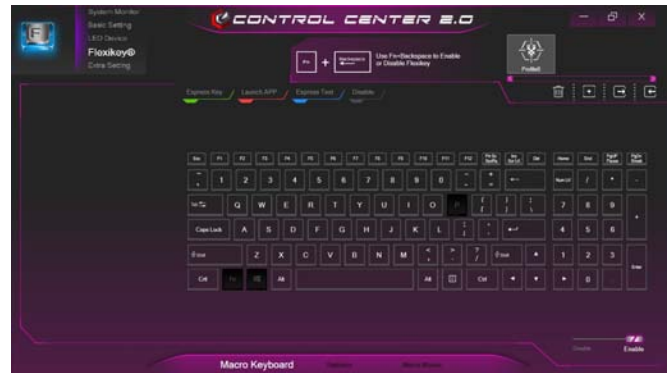 System Monitor
Basic Setting
LED Device
Flexikey®
Extra Setting
CONTROL CENTER 2.0
Fn + Backspace
Use Fn+Backspace to Enable
or Disable Flexikey
Express Key / Launch APP / Express Text / Disable
Esc F1 F2 F3 F4 F5 F6 F7 F8 F9 F10 F11 F12 Home End
1 2 3 4 5 6 7 8 9 0 Num Lk / * -
Q W E R T Y U I O P 7 8 9 +
Caps Lock A S D F G H J K L 4 5 6
Shift Z X C V B N M < , > . ? / Shift 1 2 3 Enter
Ctrl Fn Alt Alt Ctrl 0 .
Disable Enable
Macro Keyboard